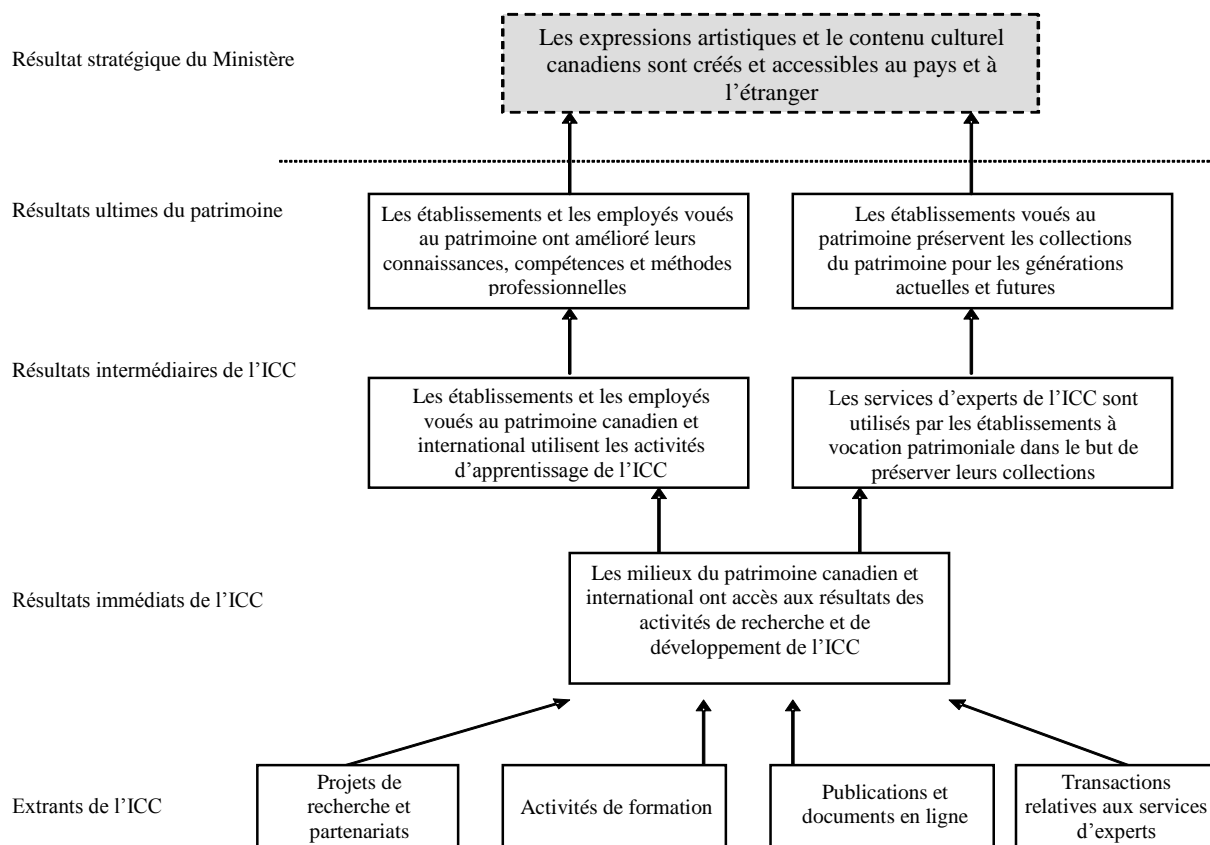 Résultat stratégique du Ministère
Les expressions artistiques et le contenu culturel
canadiens sont créés et accessibles au pays et à
l’étranger
Résultats ultimes du patrimoine
Les établissements et les employés voués
au patrimoine ont amélioré leurs
connaissances, compétences et méthodes
professionnelles
Les établissements voués au
patrimoine préservent les collections
du patrimoine pour les générations
actuelles et futures
Résultats intermédiaires de l’ICC
Les établissements et les employés
voués au patrimoine canadien et
international utilisent les activités
d’apprentissage de l’ICC
Les services d’experts de l’ICC sont
utilisés par les établissements à
vocation patrimoniale dans le but de
préserver leurs collections
Résultats immédiats de l’ICC
Les milieux du patrimoine canadien et
international ont accès aux résultats des
activités de recherche et de
développement de l’ICC
Extrants de l’ICC
Projets de
recherche et
partenariats
Activités de formation
Publications et
documents en ligne
Transactions
relatives aux services
d’experts